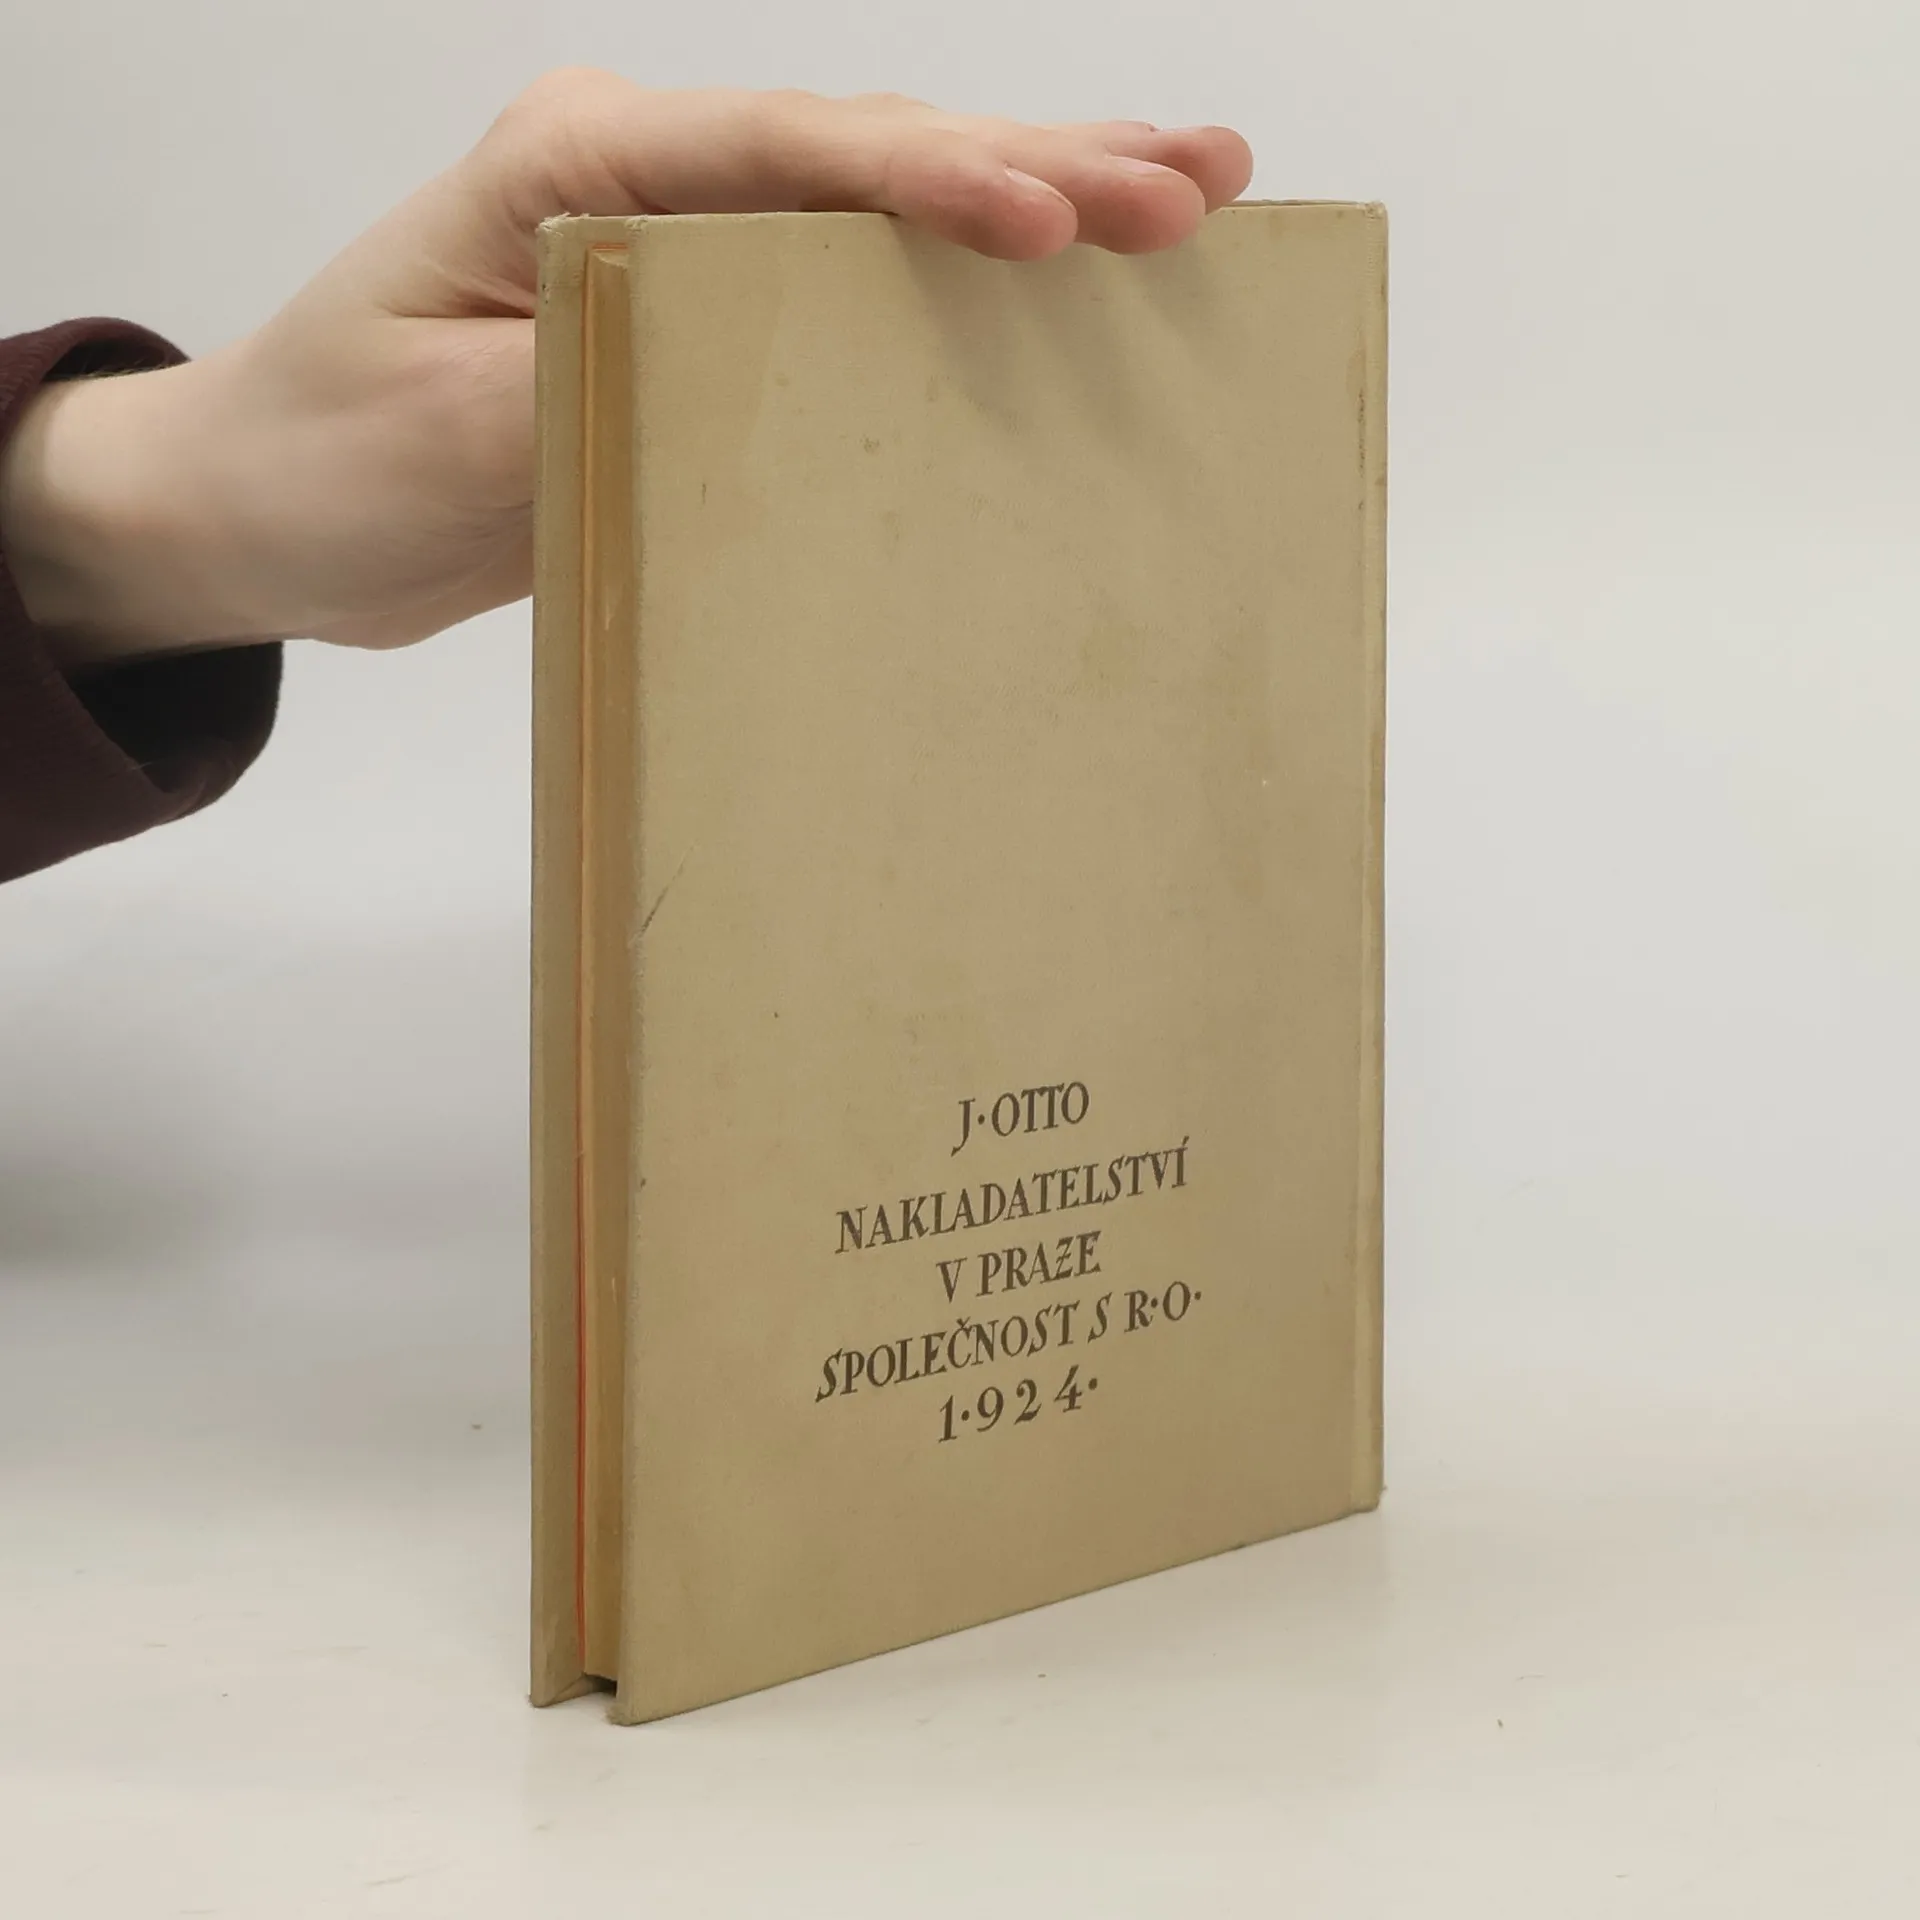 J·OTTO
NAKLADATELSTVÍ
V PRAZE
SPOLEČNOST S R·O·
1·924·